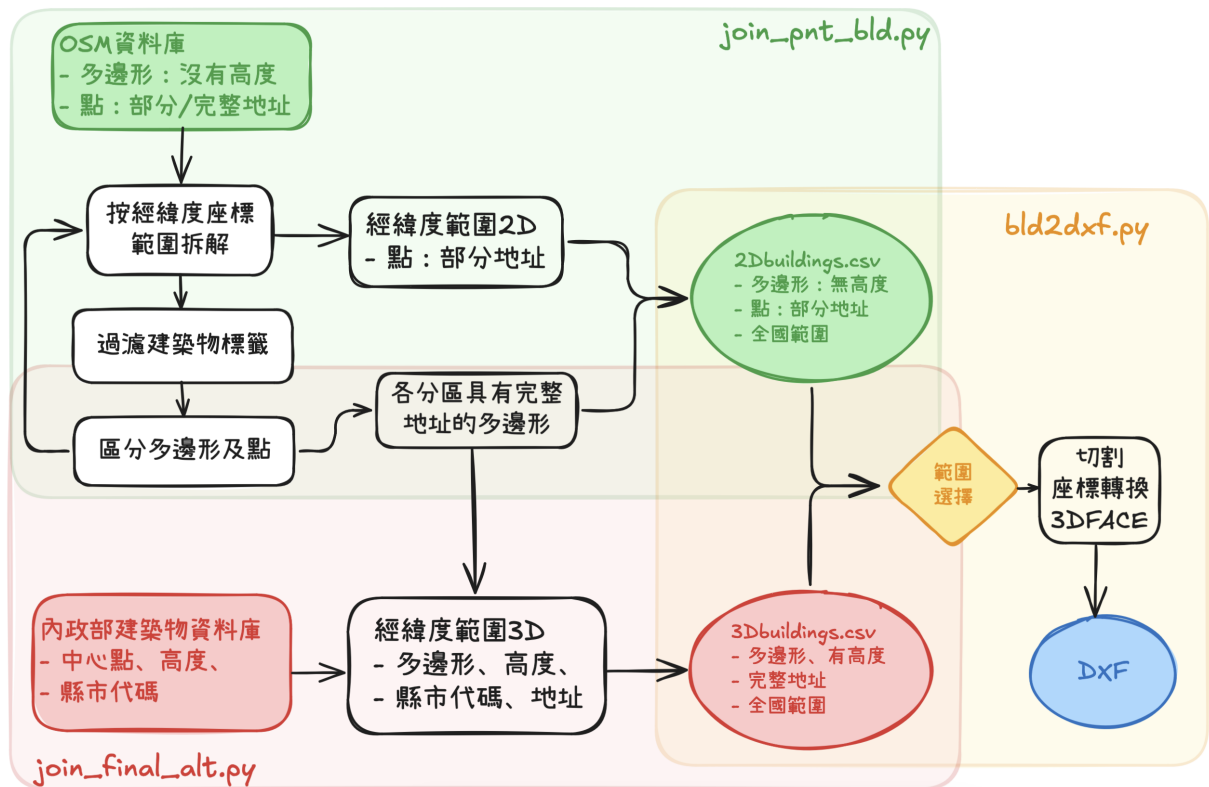 join_pnt_bld.py
OSM資料庫
- 多邊形：沒有高度
- 點：部分/完整地址
按經緯度座標
範圍拆解
經緯度範圍2D
- 點：部分地址
過濾建築物標籤
區分多邊形及點
各分區具有完整
地址的多邊形
bld2dxf.py
2Dbuildings.csv
- 多邊形：無高度
- 點：部分地址
- 全國範圍
範圍
選擇
切割
座標轉換
3DFACE
內政部建築物資料庫
- 中心點、高度、
- 縣市代碼
經緯度範圍3D
- 多邊形、高度、
- 縣市代碼、地址
3Dbuildings.csv
- 多邊形、有高度
- 完整地址
- 全國範圍
DXF
join_final_alt.py